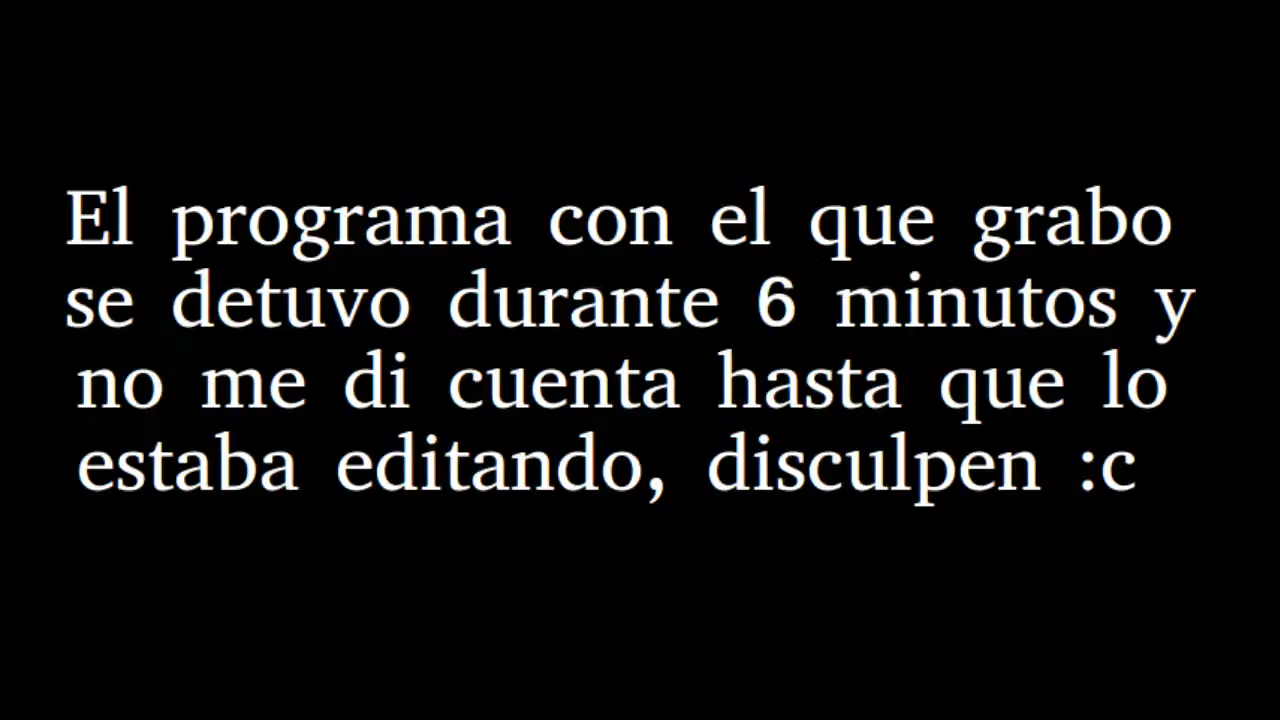 El programa con el que grabo
se detuvo durante 6 minutos y
no me di cuenta hasta que lo
estaba editando, disculpen :c